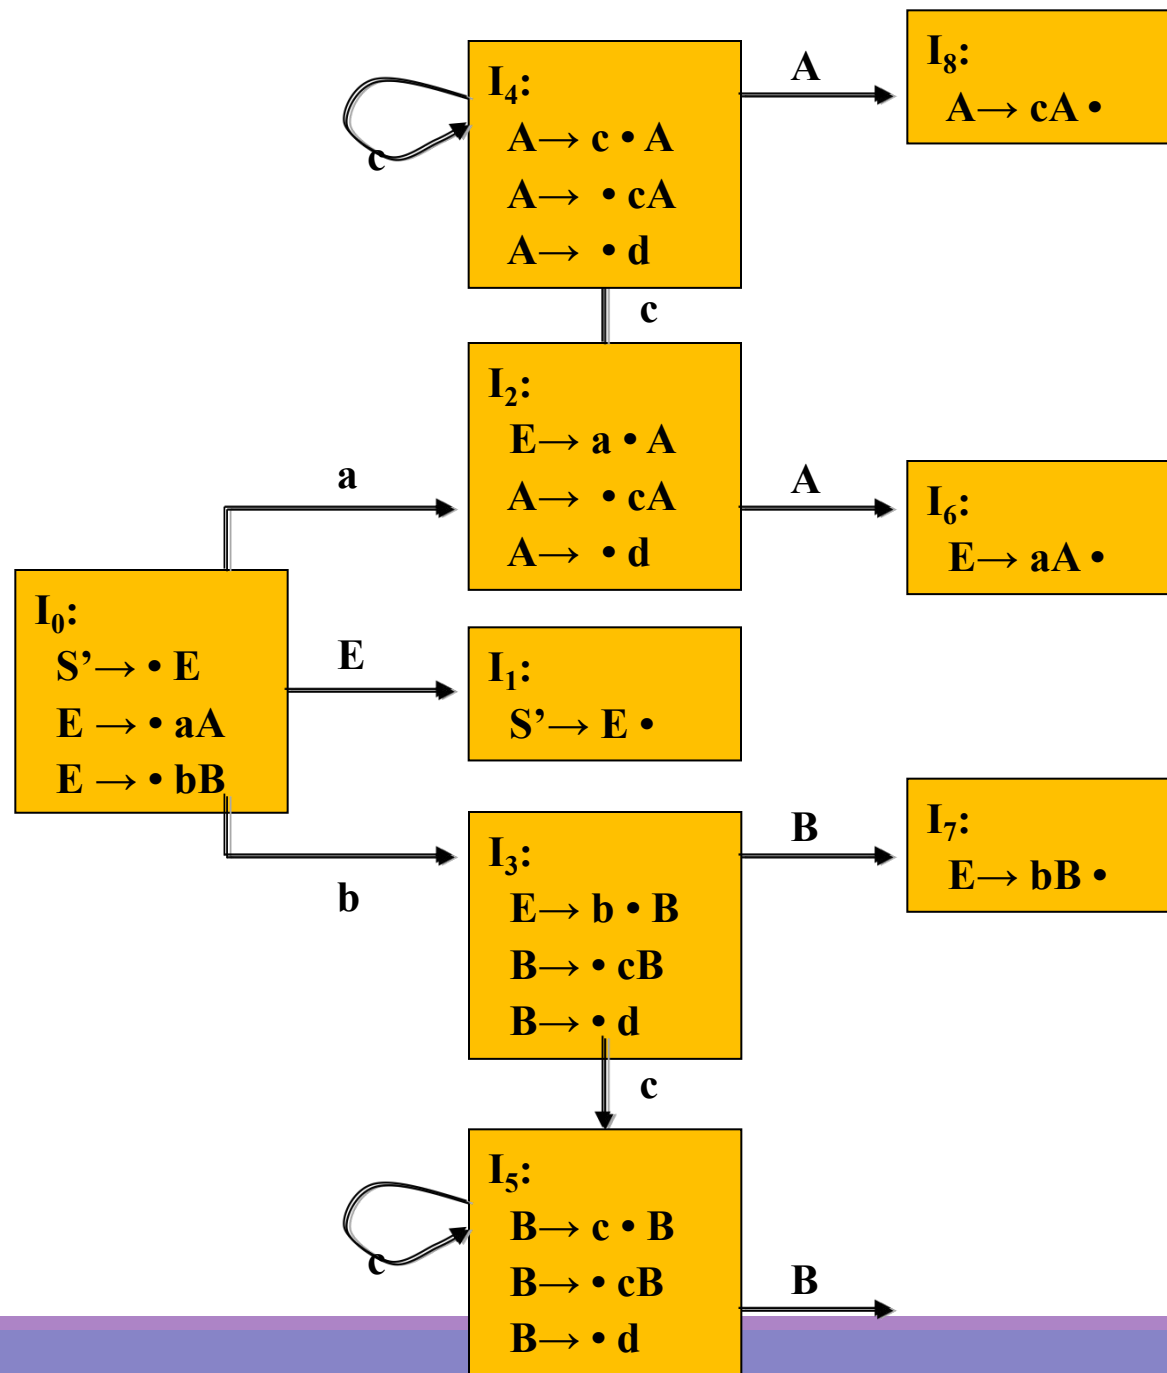 I₄:
A→ c • A
A→ • cA
A→ • d
c
A
I₈:
A→ cA •
c
I₂:
E→ a • A
A→ • cA
A→ • d
a
A
I₆:
E→ aA •
I₀:
S’→ • E
E → • aA
E → • bB
E
I₁:
S’→ E •
b
I₃:
E→ b • B
B→ • cB
B→ • d
B
I₇:
E→ bB •
c
I₅:
B→ c • B
B→ • cB
B→ • d
c
B